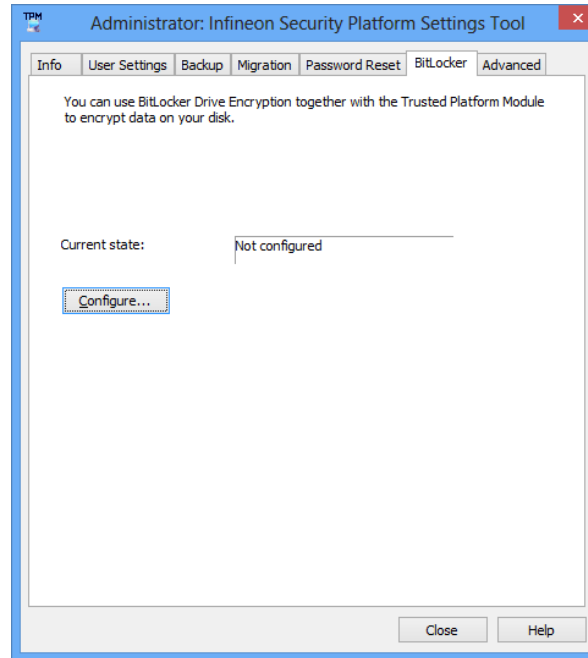 TPM
Administrator: Infineon Security Platform Settings Tool
Info User Settings Backup Migration Password Reset BitLocker Advanced
You can use BitLocker Drive Encryption together with the Trusted Platform Module
to encrypt data on your disk.
Current state: Not configured
Configure...
Close Help